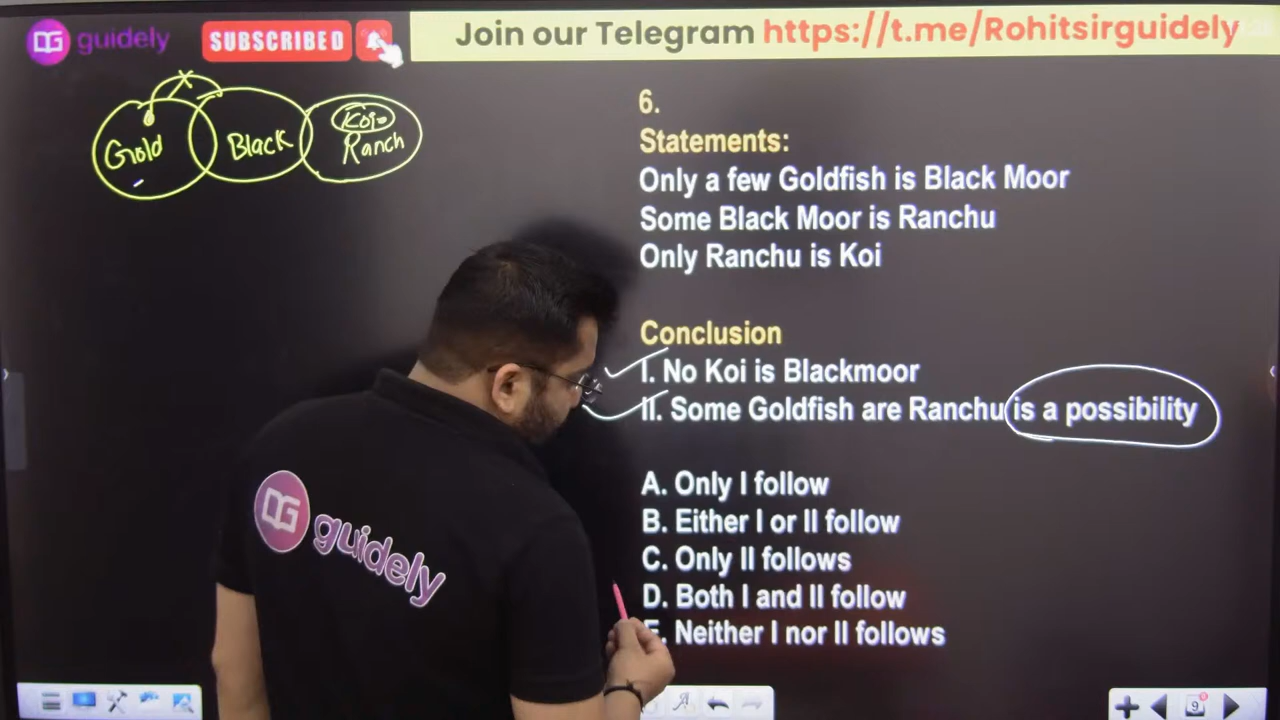 guidely
SUBSCRIBED
Join our Telegram https://t.me/Rohitsirguidely
Gold
Black
Koi
Ranch
6.
Statements:
Only a few Goldfish is Black Moor
Some Black Moor is Ranchu
Only Ranchu is Koi
Conclusion
I. No Koi is Blackmoor
II. Some Goldfish are Ranchu is a possibility
A. Only I follow
B. Either I or II follow
C. Only II follows
D. Both I and II follow
E. Neither I nor II follows
guidely
9